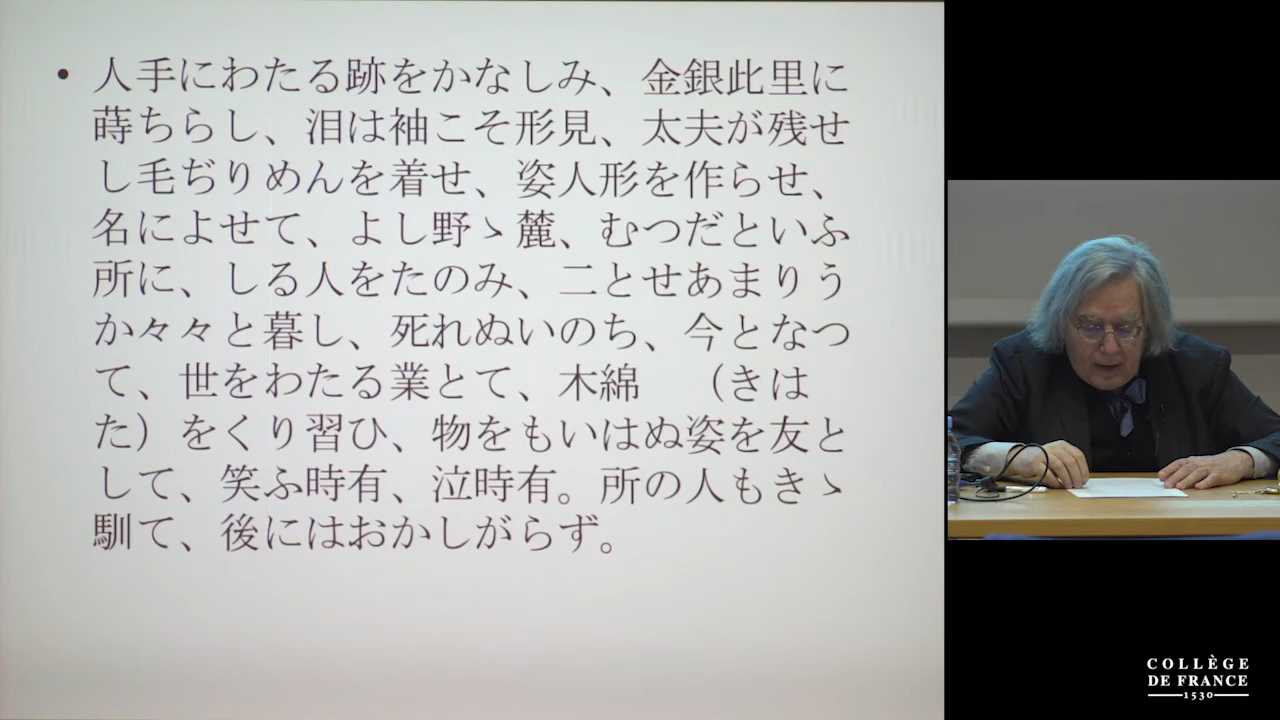 • 人手にわたる跡をかなしみ、金銀此里に
蒔ちらし、泪は袖こそ形見、太夫が残せ
し毛ぢりめんを着せ、姿人形を作らせ、
名によせて、よし野ゝ麓、むつだといふ
所に、しる人をたのみ、二とせあまりう
か々々と暮し、死れぬいのち、今となつ
て、世をわたる業とて、木綿　（きは
た）をくり習ひ、物をもいはぬ姿を友と
して、笑ふ時有、泣時有。所の人もきゝ
馴て、後にはおかしがらず。
COLLÈGE
DE FRANCE
1530